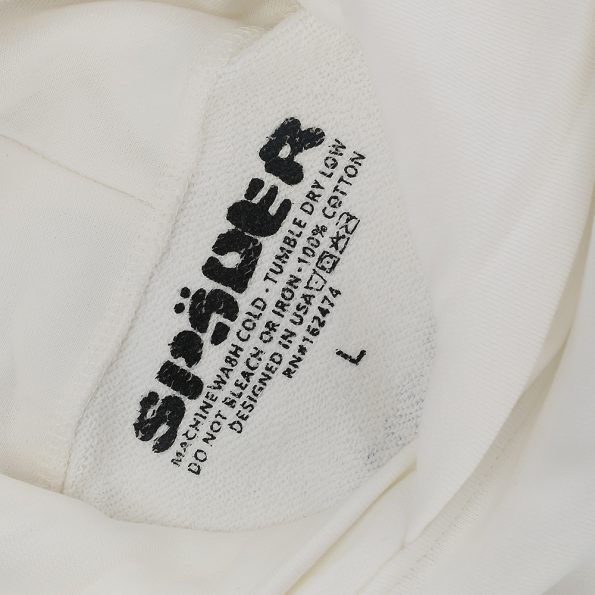 SP5DER
MACHINE WASH COLD · TUMBLE DRY LOW
DO NOT BLEACH OR IRON · 100% COTTON
DESIGNED IN USA
RN#162474
L